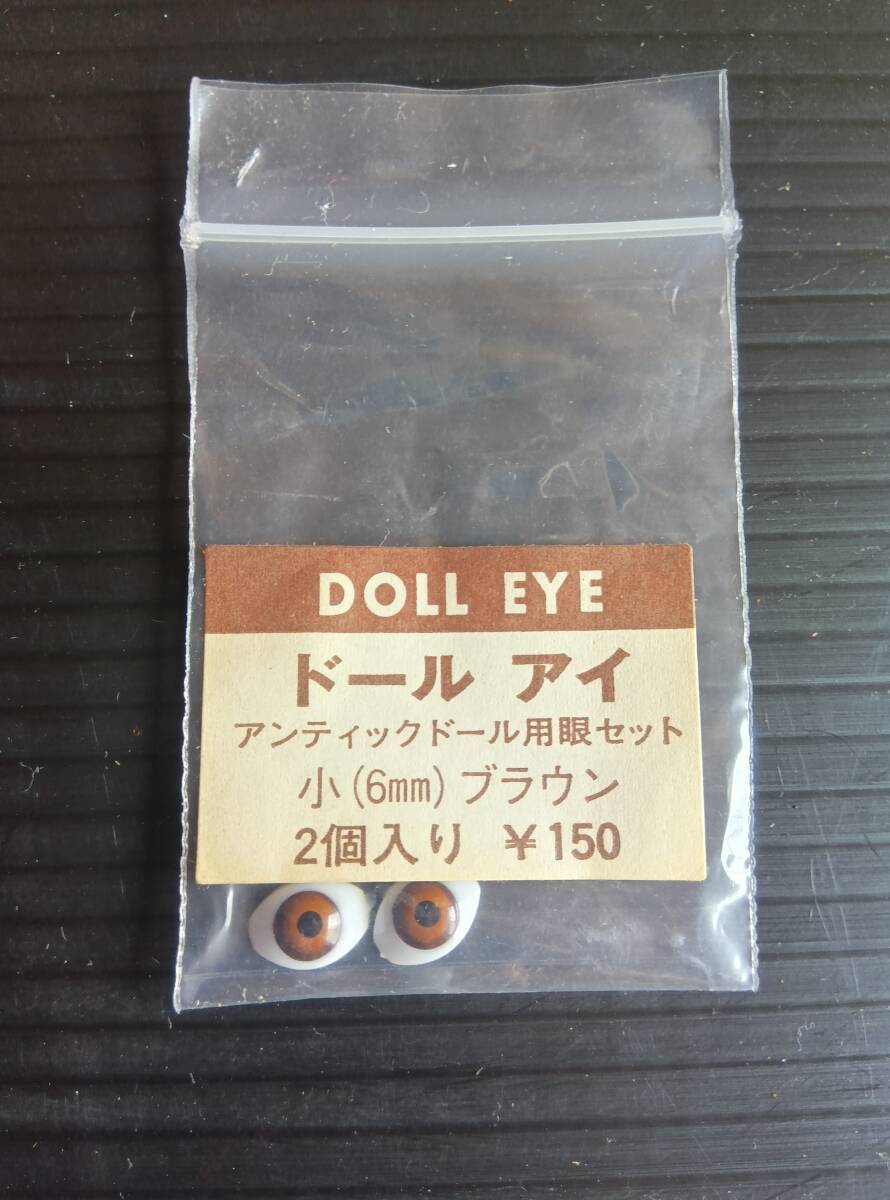 DOLL EYE
ドール アイ
アンティックドール用眼セット
小(6mm)ブラウン
2個入り ¥150